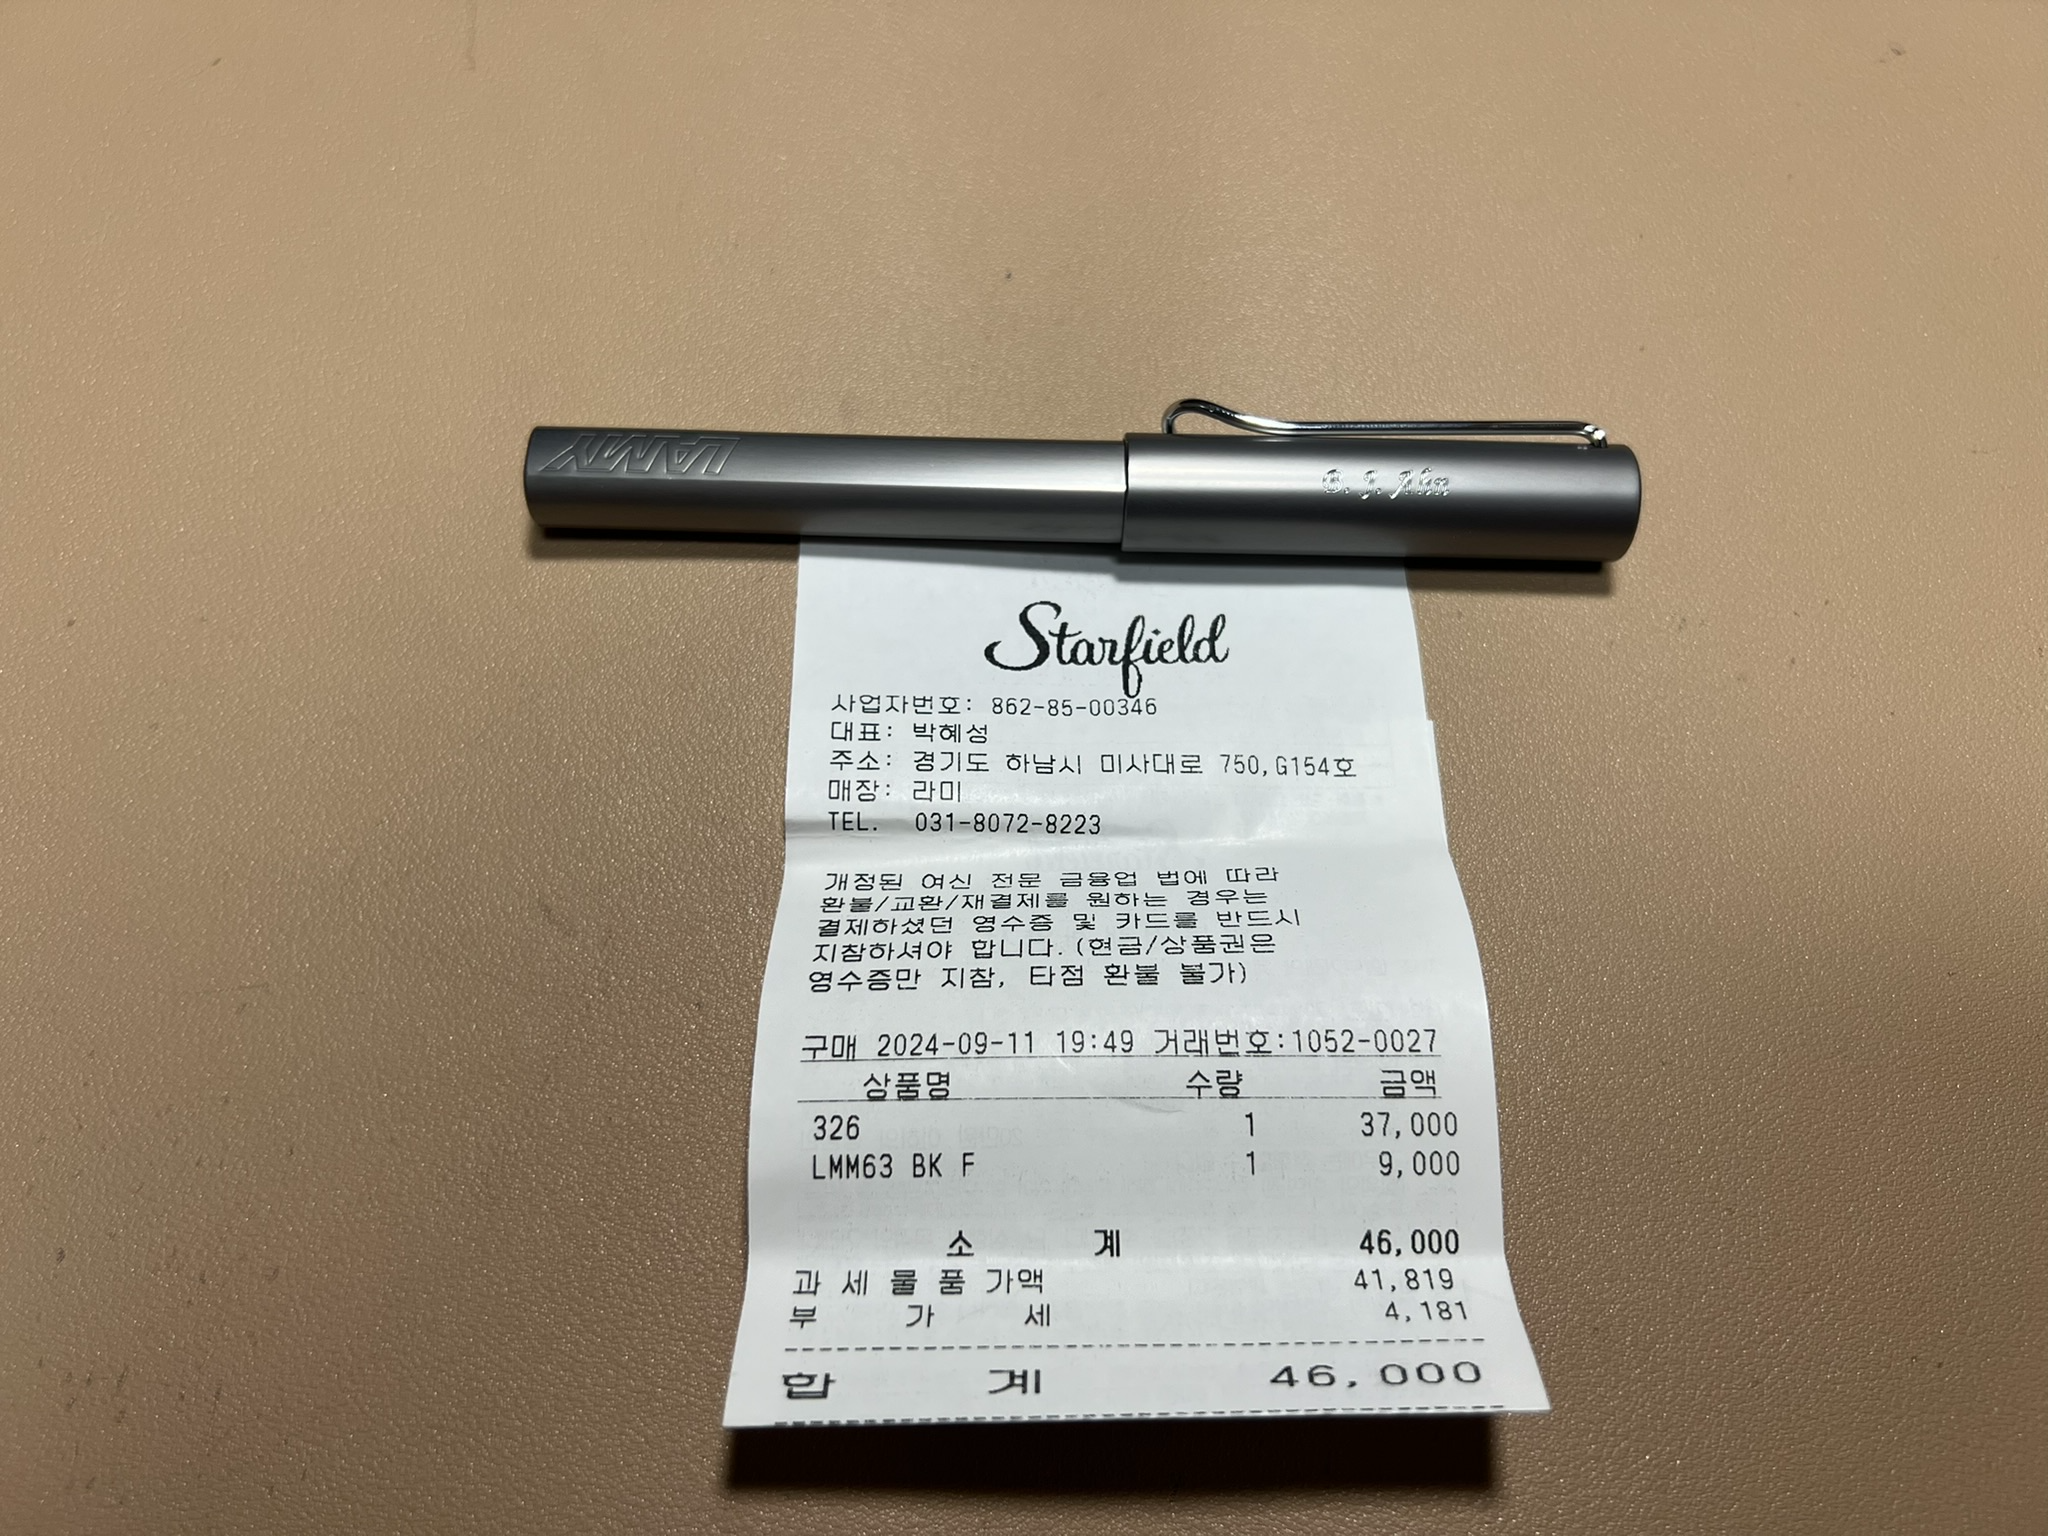 LAMY
B. J. Ahn
Starfield
사업자번호: 862-85-00346
대표: 박혜성
주소: 경기도 하남시 미사대로 750,G154호
매장: 라미
TEL. 031-8072-8223
개정된 여신 전문 금융업 법에 따라
환불/교환/재결제를 원하는 경우는
결제하셨던 영수증 및 카드를 반드시
지참하셔야 합니다.(현금/상품권은
영수증만 지참, 타점 환불 불가)
구매 2024-09-11 19:49 거래번호:1052-0027
상품명 수량 금액
326 1 37,000
LMM63 BK F 1 9,000
소 계 46,000
과 세 물 품 가액 41,819
부 가 세 4,181
합 계 46,000